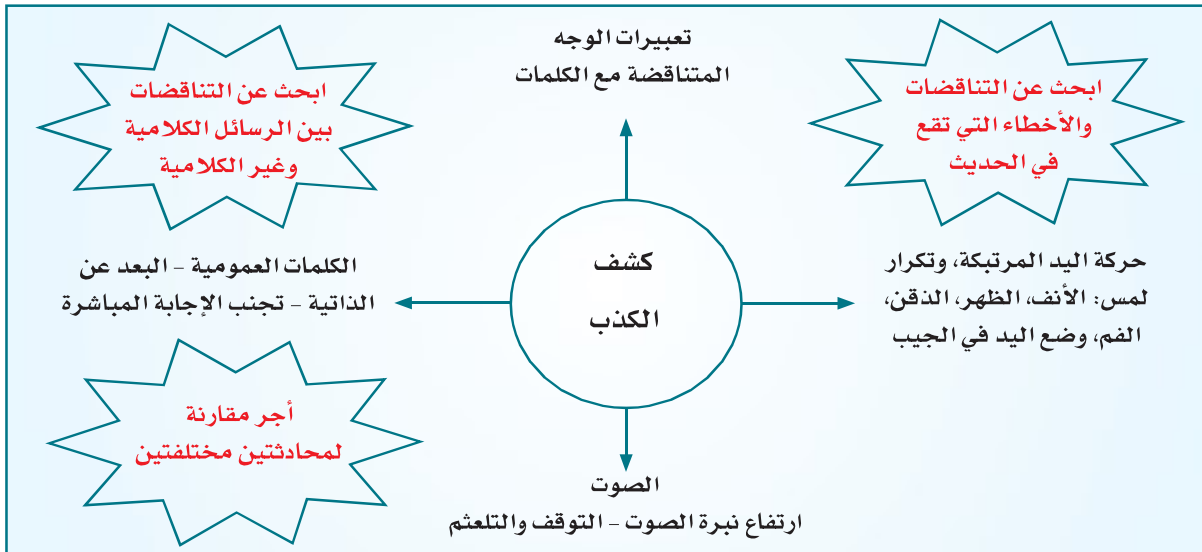 تعبيرات الوجه
المتناقضة مع الكلمات
ابحث عن التناقضات
والأخطاء التي تقع
في الحديث
ابحث عن التناقضات
بين الرسائل الكلامية
وغير الكلامية
كشف
الكذب
حركة اليد المرتبكة، وتكرار
لمس: الأنف، الظهر، الذقن،
الفم، وضع اليد في الجيب
الكلمات العمومية – البعد عن
الذاتية – تجنب الإجابة المباشرة
أجر مقارنة
لمحادثتين مختلفتين
الصوت
ارتفاع نبرة الصوت – التوقف والتلعثم